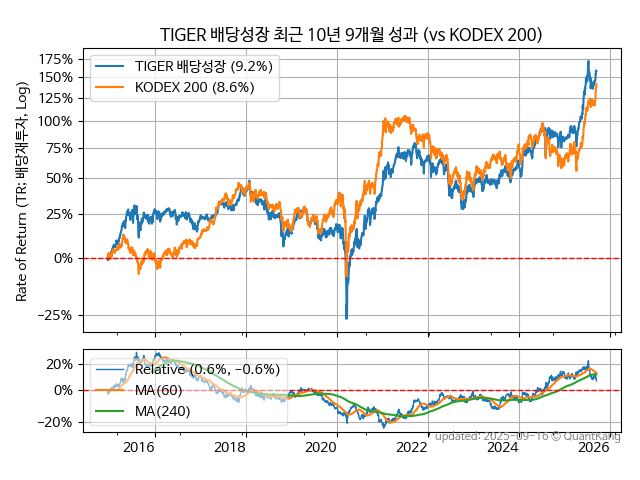 TIGER 배당성장 최근 10년 9개월 성과 (vs KODEX 200)
Rate of Return (TR: 배당재투자, Log)
175%
150%
125%
100%
75%
50%
25%
0%
−25%
TIGER 배당성장 (9.2%)
KODEX 200 (8.6%)
20%
0%
−20%
Relative (0.6%, −0.6%)
MA(60)
MA(240)
updated: 2025-09-16 © QuantKang
2016 2018 2020 2022 2024 2026